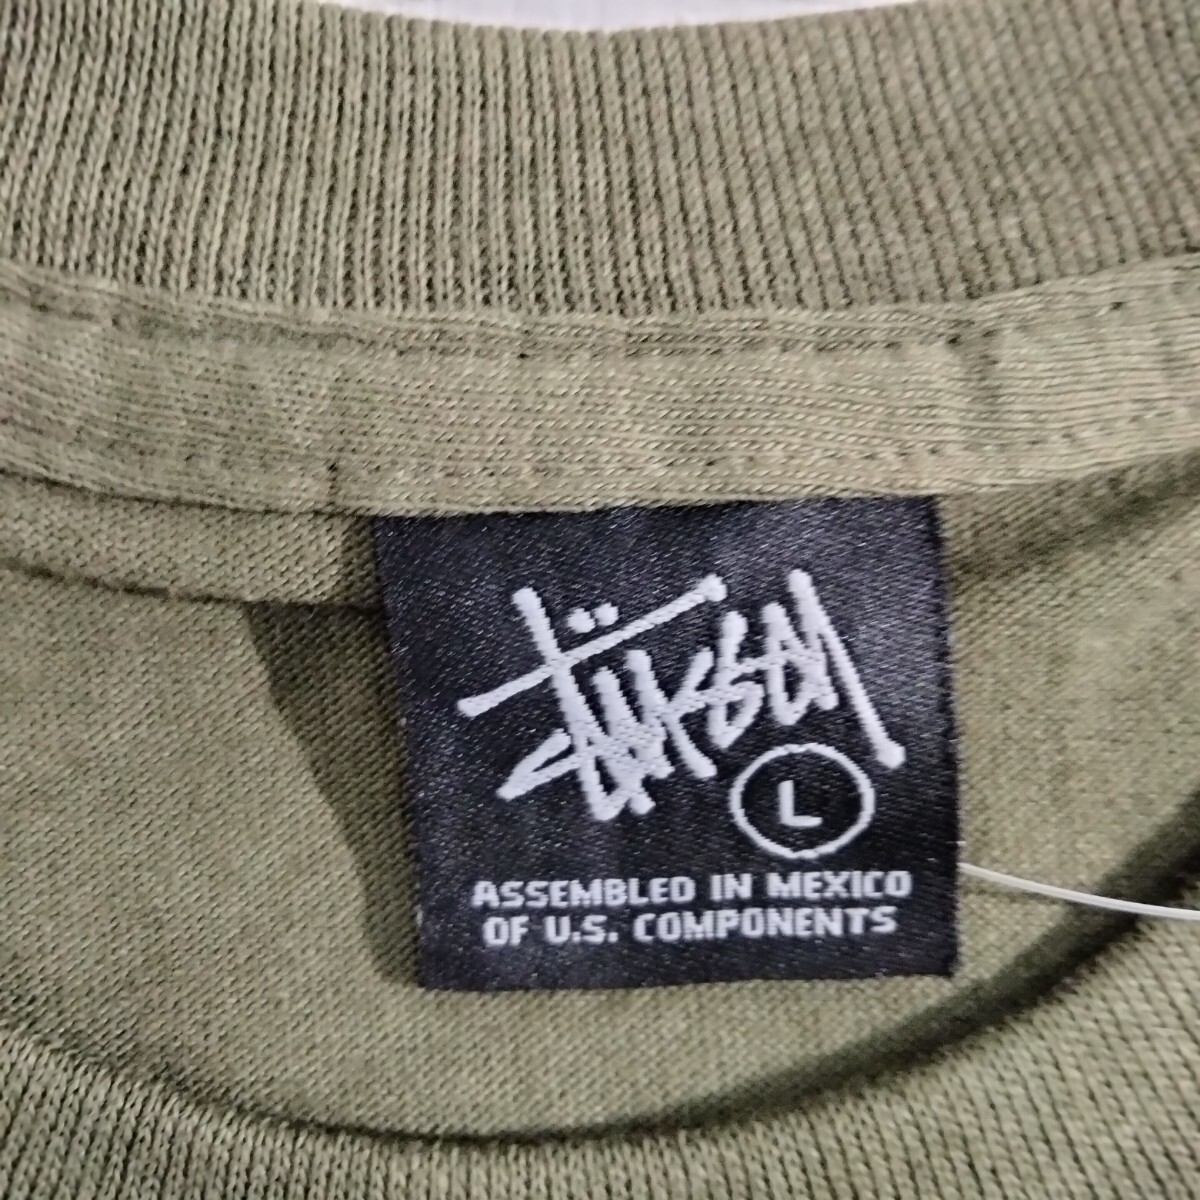 Stüssy
L
ASSEMBLED IN MEXICO
OF U.S. COMPONENTS